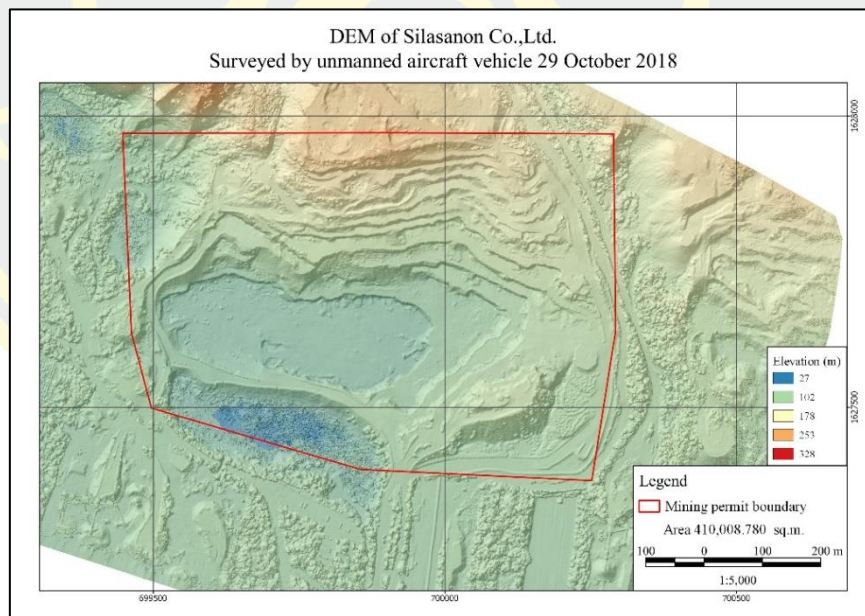 DEM of Silasanon Co.,Ltd.
Surveyed by unmanned aircraft vehicle 29 October 2018
1628000
1627500
Elevation (m)
27
102
178
253
328
Legend
Mining permit boundary
Area 410,008.780 sq.m.
100 0 100 200 m
1:5,000
699500 700000 700500